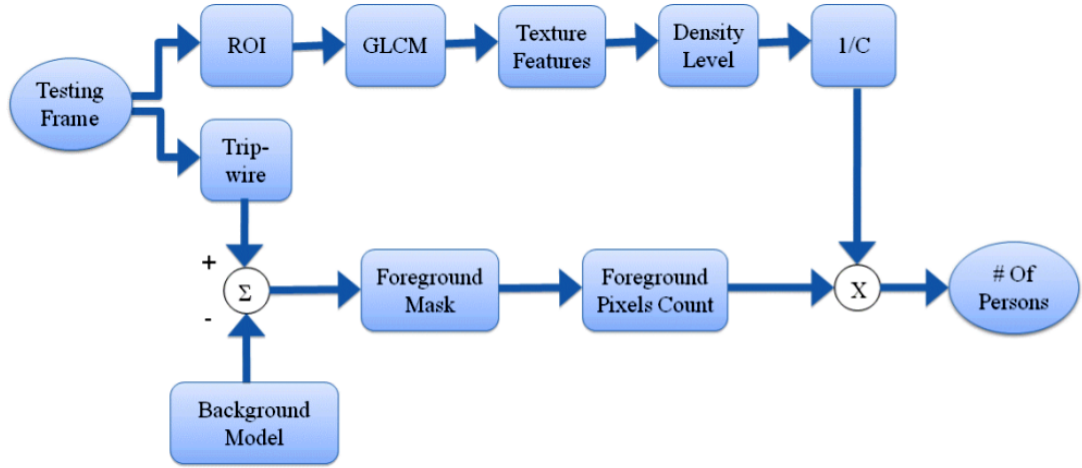 Testing
Frame
ROI
GLCM
Texture
Features
Density
Level
1/C
Trip-
wire
+
Σ
-
Foreground
Mask
Foreground
Pixels Count
X
# Of
Persons
Background
Model